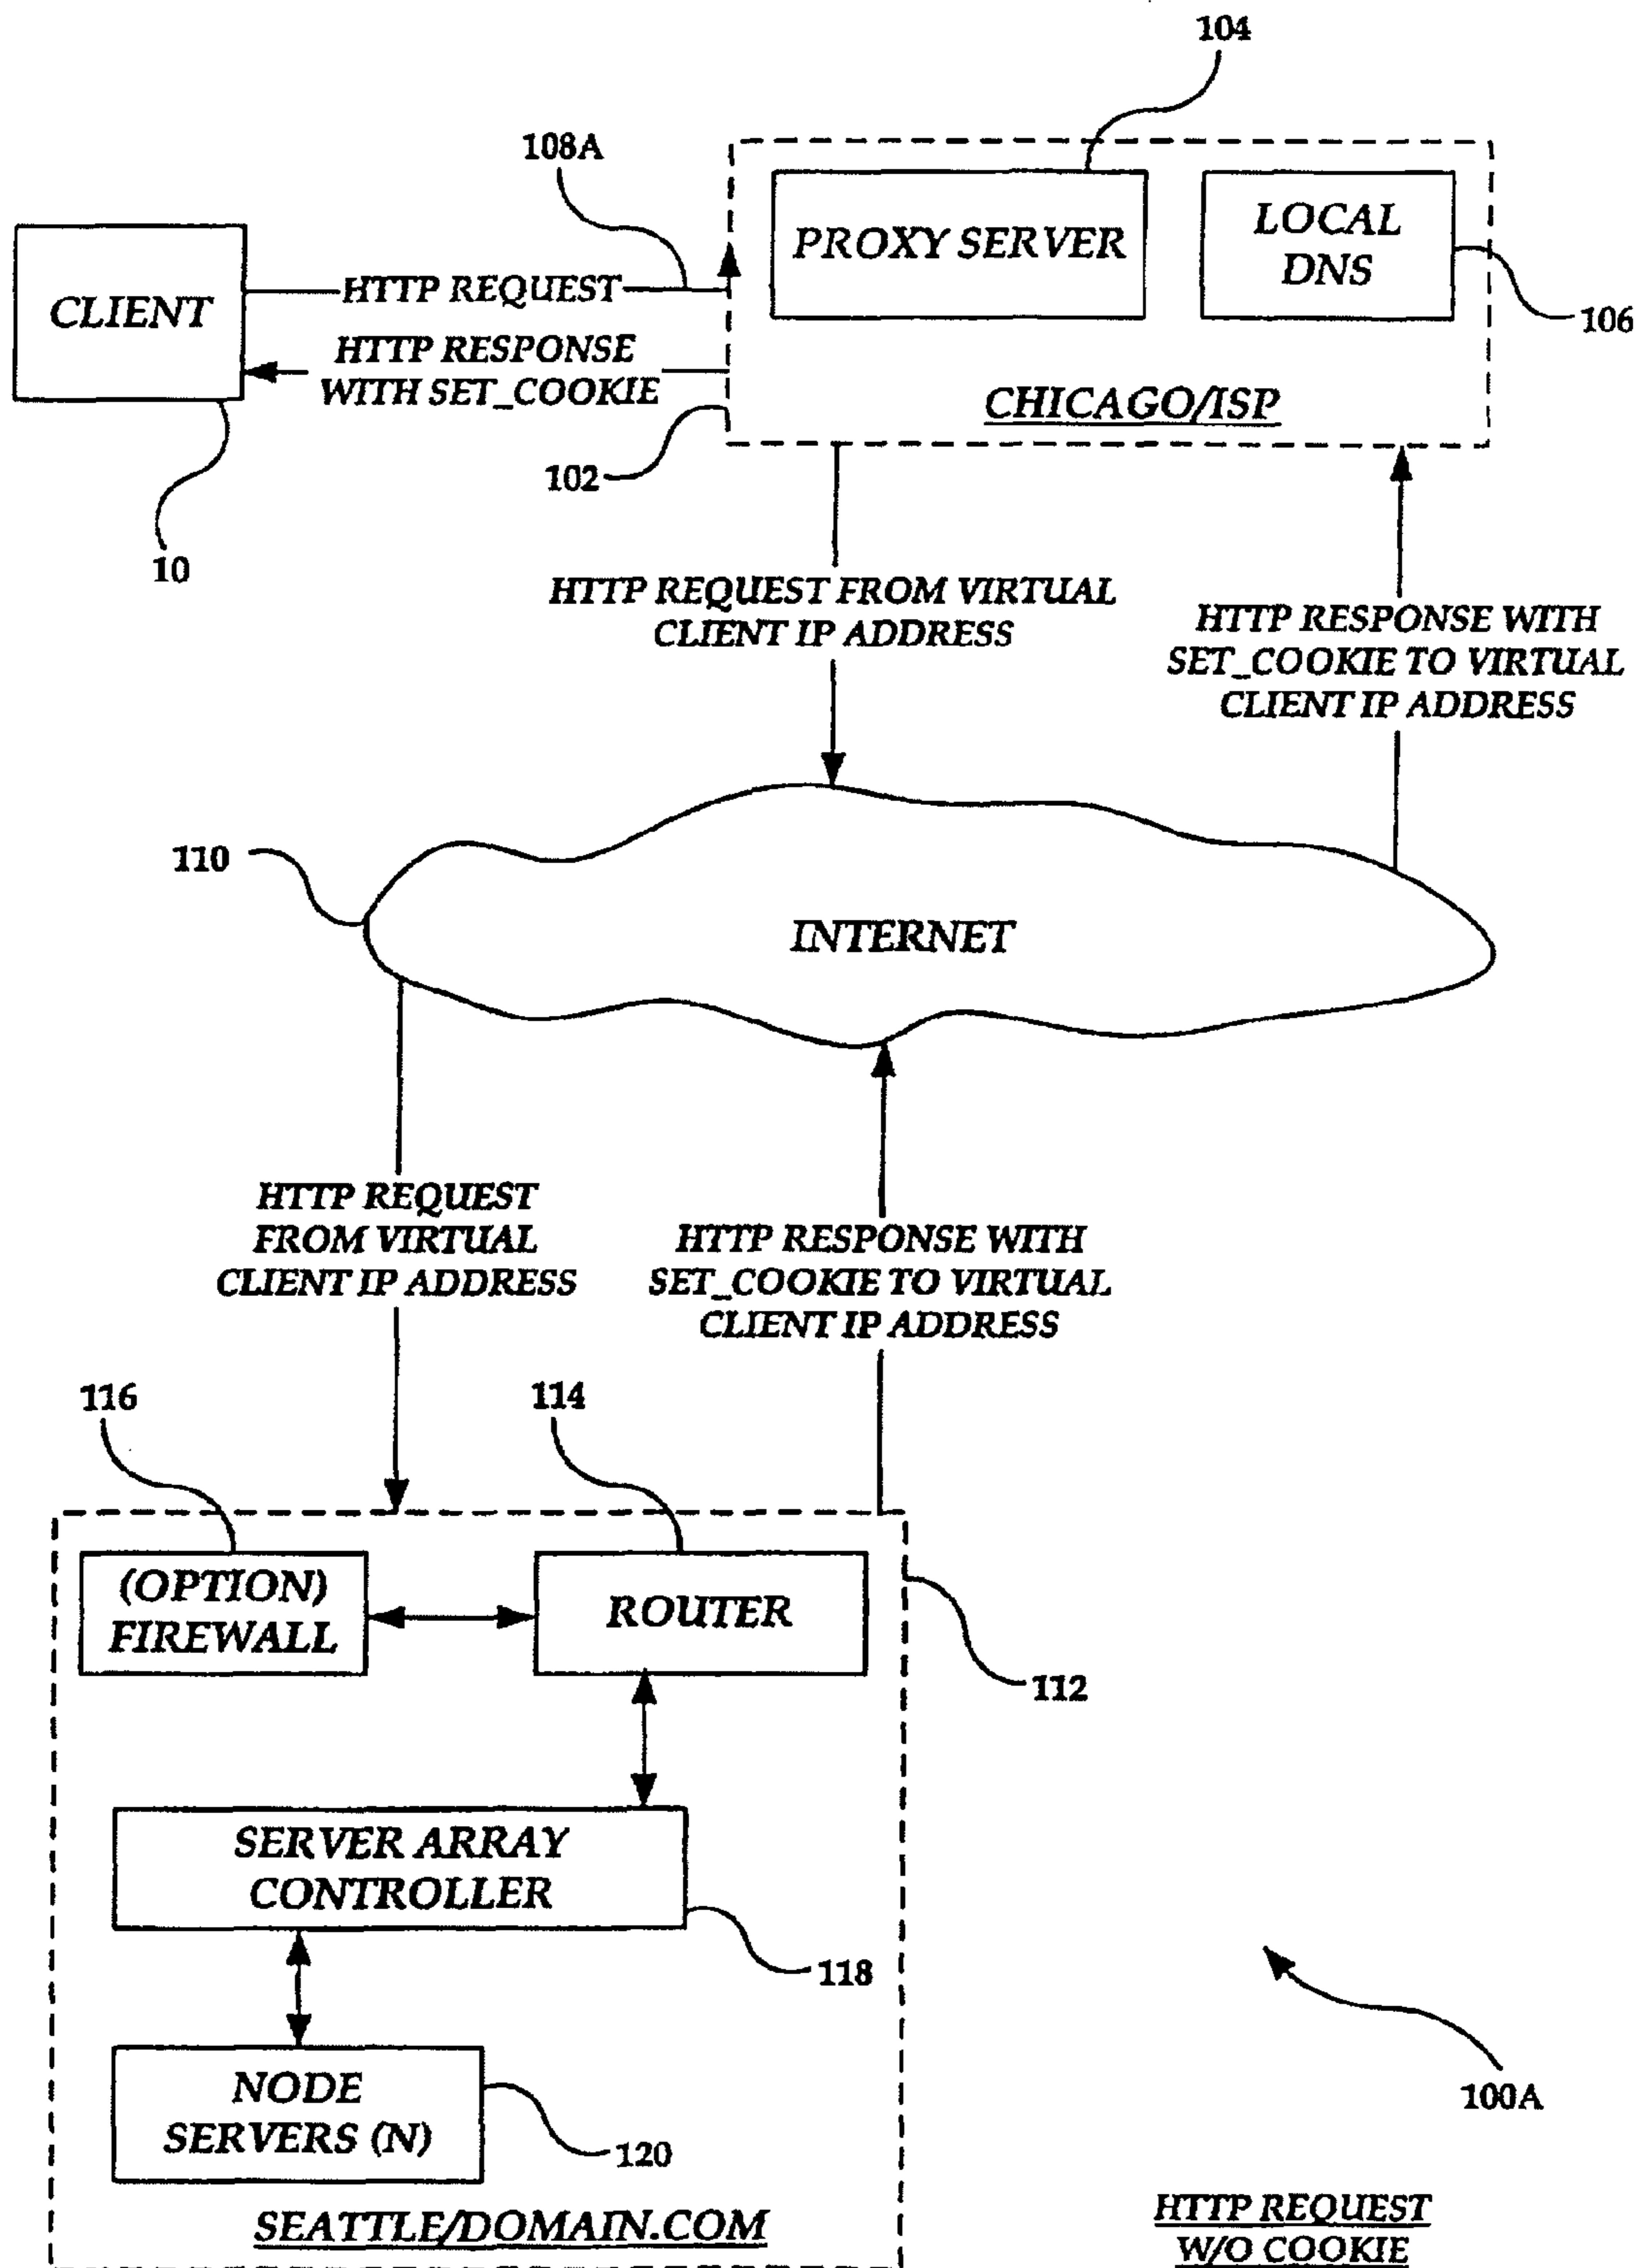 104
108A
PROXY SERVER
LOCAL
DNS
CLIENT
HTTP REQUEST
106
HTTP RESPONSE
WITH SET_COOKIE
CHICAGO/ISP
102
10
HTTP REQUEST FROM VIRTUAL
CLIENT IP ADDRESS
HTTP RESPONSE WITH
SET_COOKIE TO VIRTUAL
CLIENT IP ADDRESS
110
INTERNET
HTTP REQUEST
FROM VIRTUAL
CLIENT IP ADDRESS
HTTP RESPONSE WITH
SET_COOKIE TO VIRTUAL
CLIENT IP ADDRESS
116
114
(OPTION)
FIREWALL
ROUTER
112
SERVER ARRAY
CONTROLLER
118
NODE
SERVERS (N)
120
100A
SEATTLE/DOMAIN.COM
HTTP REQUEST
W/O COOKIE